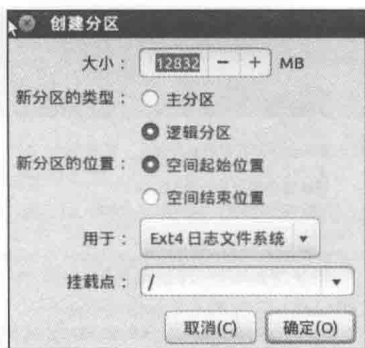 创建分区
大小： 12832 － ＋ MB
新分区的类型： 主分区
逻辑分区
新分区的位置： 空间起始位置
空间结束位置
用于： Ext4 日志文件系统
挂载点： /
取消(C) 确定(O)